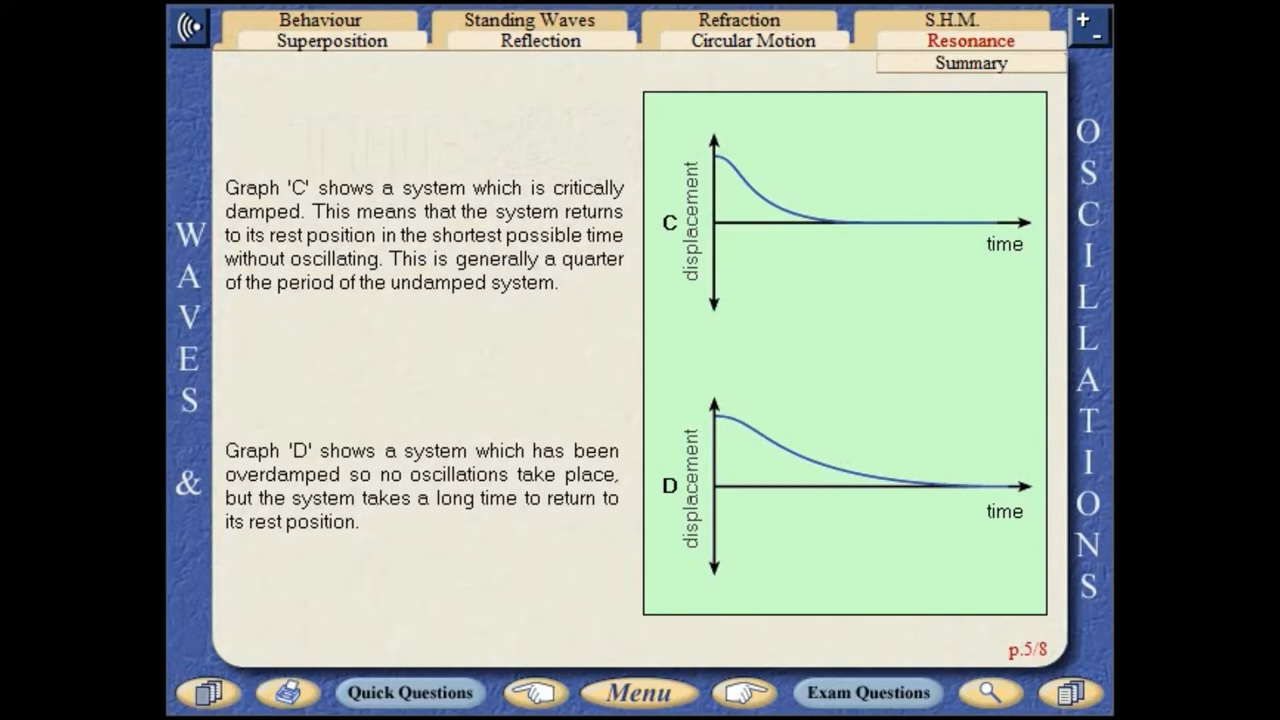 Behaviour
Standing Waves
Refraction
S.H.M.
Superposition
Reflection
Circular Motion
Resonance
Summary
+
-
WAVES &
OSCILLATIONS
Graph 'C' shows a system which is critically
damped. This means that the system returns
to its rest position in the shortest possible time
without oscillating. This is generally a quarter
of the period of the undamped system.
C
displacement
time
Graph 'D' shows a system which has been
overdamped so no oscillations take place,
but the system takes a long time to return to
its rest position.
D
displacement
time
p.5/8
Quick Questions
Menu
Exam Questions